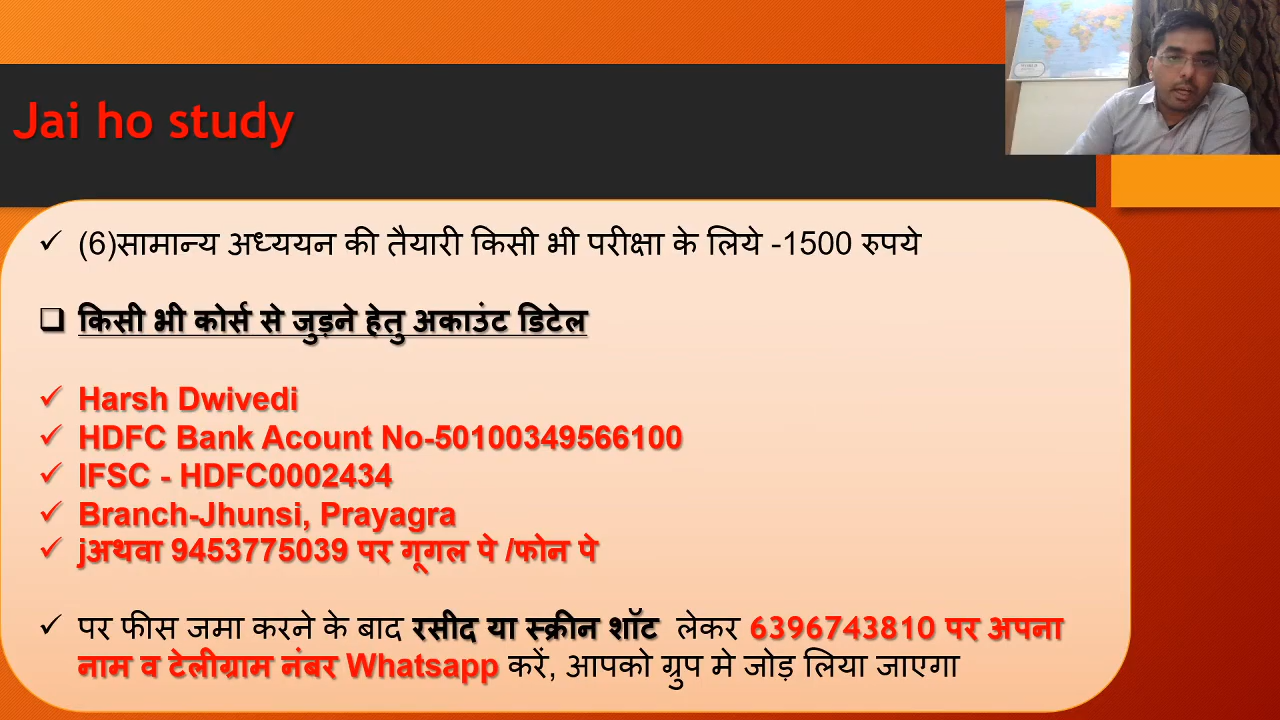 Jai ho study
(6)सामान्य अध्ययन की तैयारी किसी भी परीक्षा के लिये -1500 रुपये
किसी भी कोर्स से जुड़ने हेतु अकाउंट डिटेल
Harsh Dwivedi
HDFC Bank Acount No-50100349566100
IFSC - HDFC0002434
Branch-Jhunsi, Prayagra
jअथवा 9453775039 पर गूगल पे /फोन पे
पर फीस जमा करने के बाद रसीद या स्क्रीन शॉट लेकर 6396743810 पर अपना
नाम व टेलीग्राम नंबर Whatsapp करें, आपको ग्रुप मे जोड़ लिया जाएगा